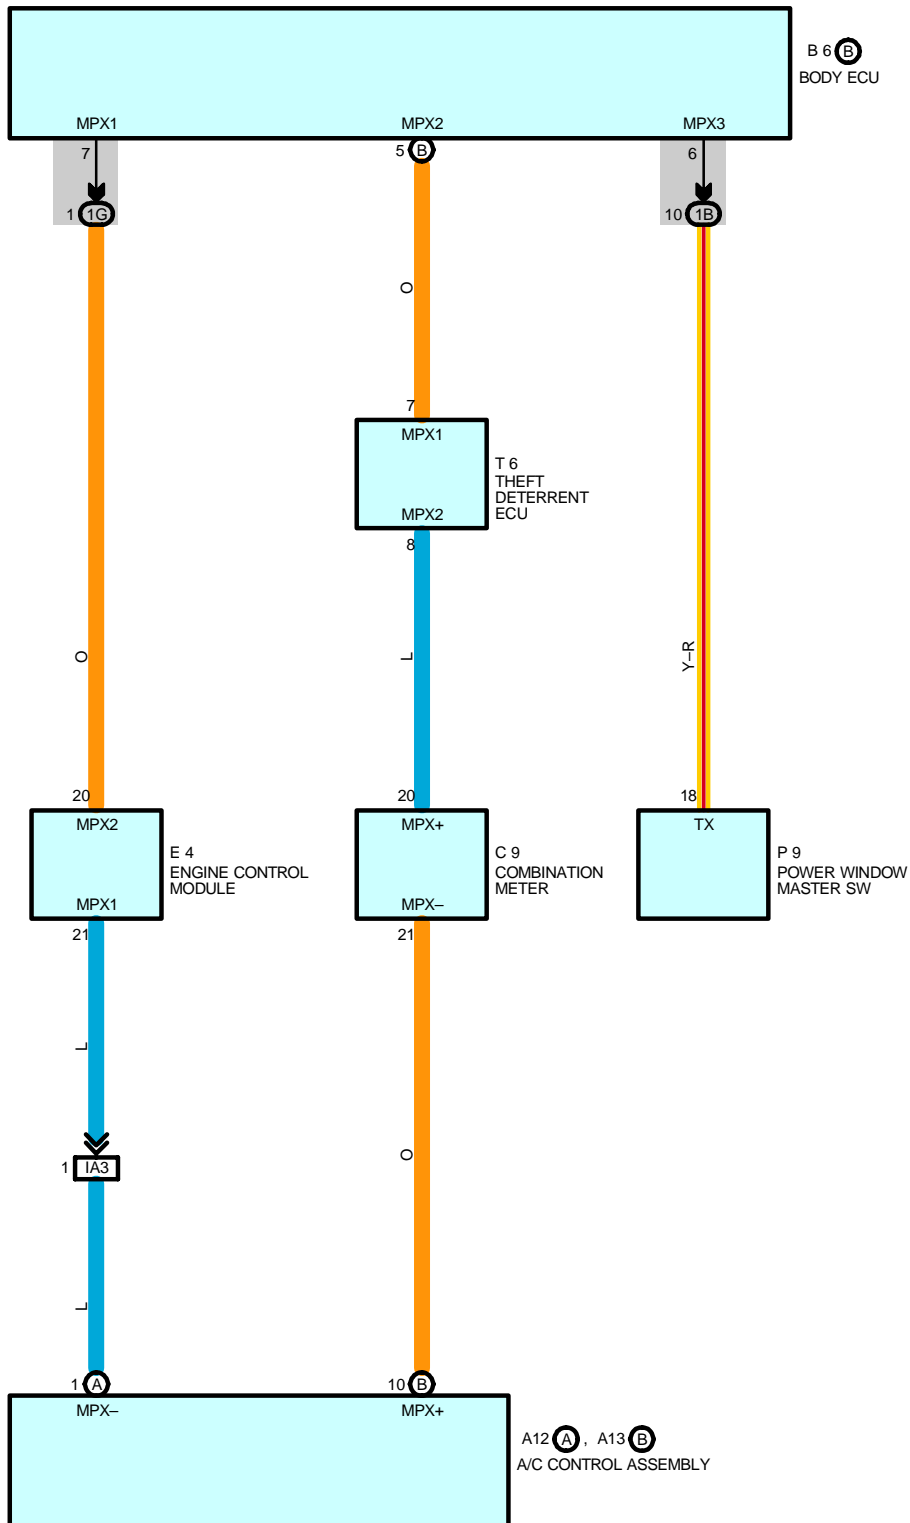 B 6 B
BODY ECU
MPX1
MPX2
MPX3
7
5 B
6
1 1G
10 1B
O
7
MPX1
T 6
THEFT
DETERRENT
ECU
MPX2
8
O
L
Y–R
20
20
18
MPX2
MPX+
TX
E 4
ENGINE CONTROL
MODULE
C 9
COMBINATION
METER
P 9
POWER WINDOW
MASTER SW
MPX1
MPX–
21
21
L
O
1 IA3
L
1 A
10 B
MPX–
MPX+
A12 A , A13 B
A/C CONTROL ASSEMBLY